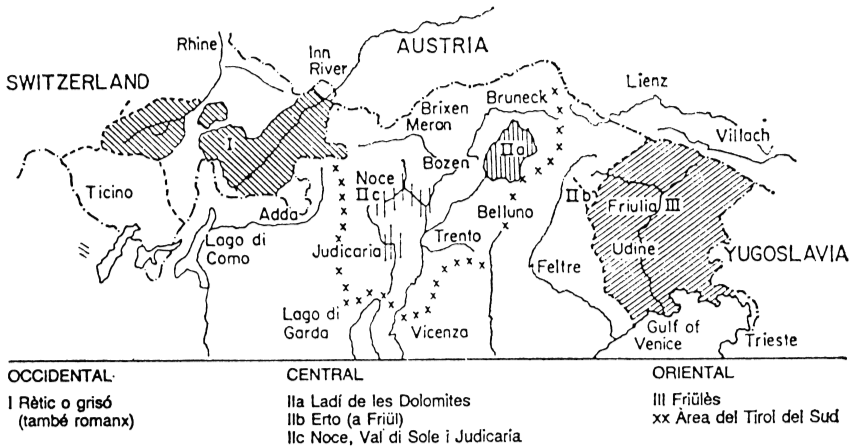 AUSTRIA
Rhine
Inn
River
SWITZERLAND
Lienz
Brixen
Bruneck
Meron
Villach
I
Bozen
IIa
Noce
IIc
Ticino
IIb
Friulia
III
Adda
Belluno
Lago di
Como
Judicaria
Trento
Udine
YUGOSLAVIA
Feltre
Lago di
Garda
Vicenza
Gulf of
Venice
Trieste
OCCIDENTAL
I Rètic o grisó
(també romanx)
CENTRAL
IIa Ladí de les Dolomites
IIb Erto (a Friül)
IIc Noce, Val di Sole i Judicaria
ORIENTAL
III Friülès
xx Àrea del Tirol del Sud